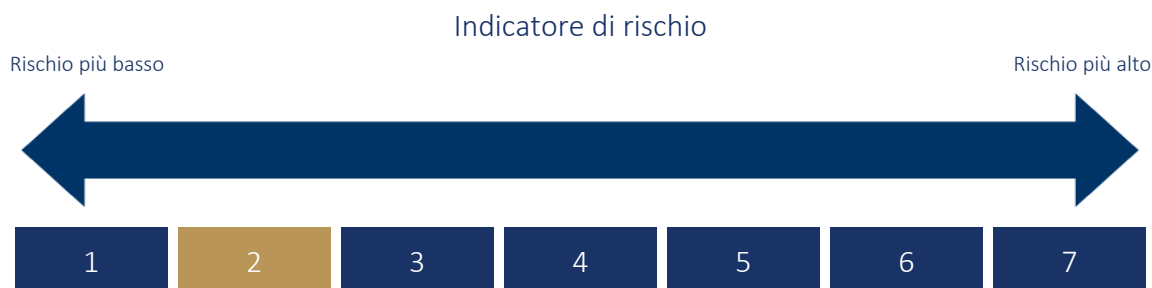 Indicatore di rischio
Rischio più basso Rischio più alto
1 2 3 4 5 6 7